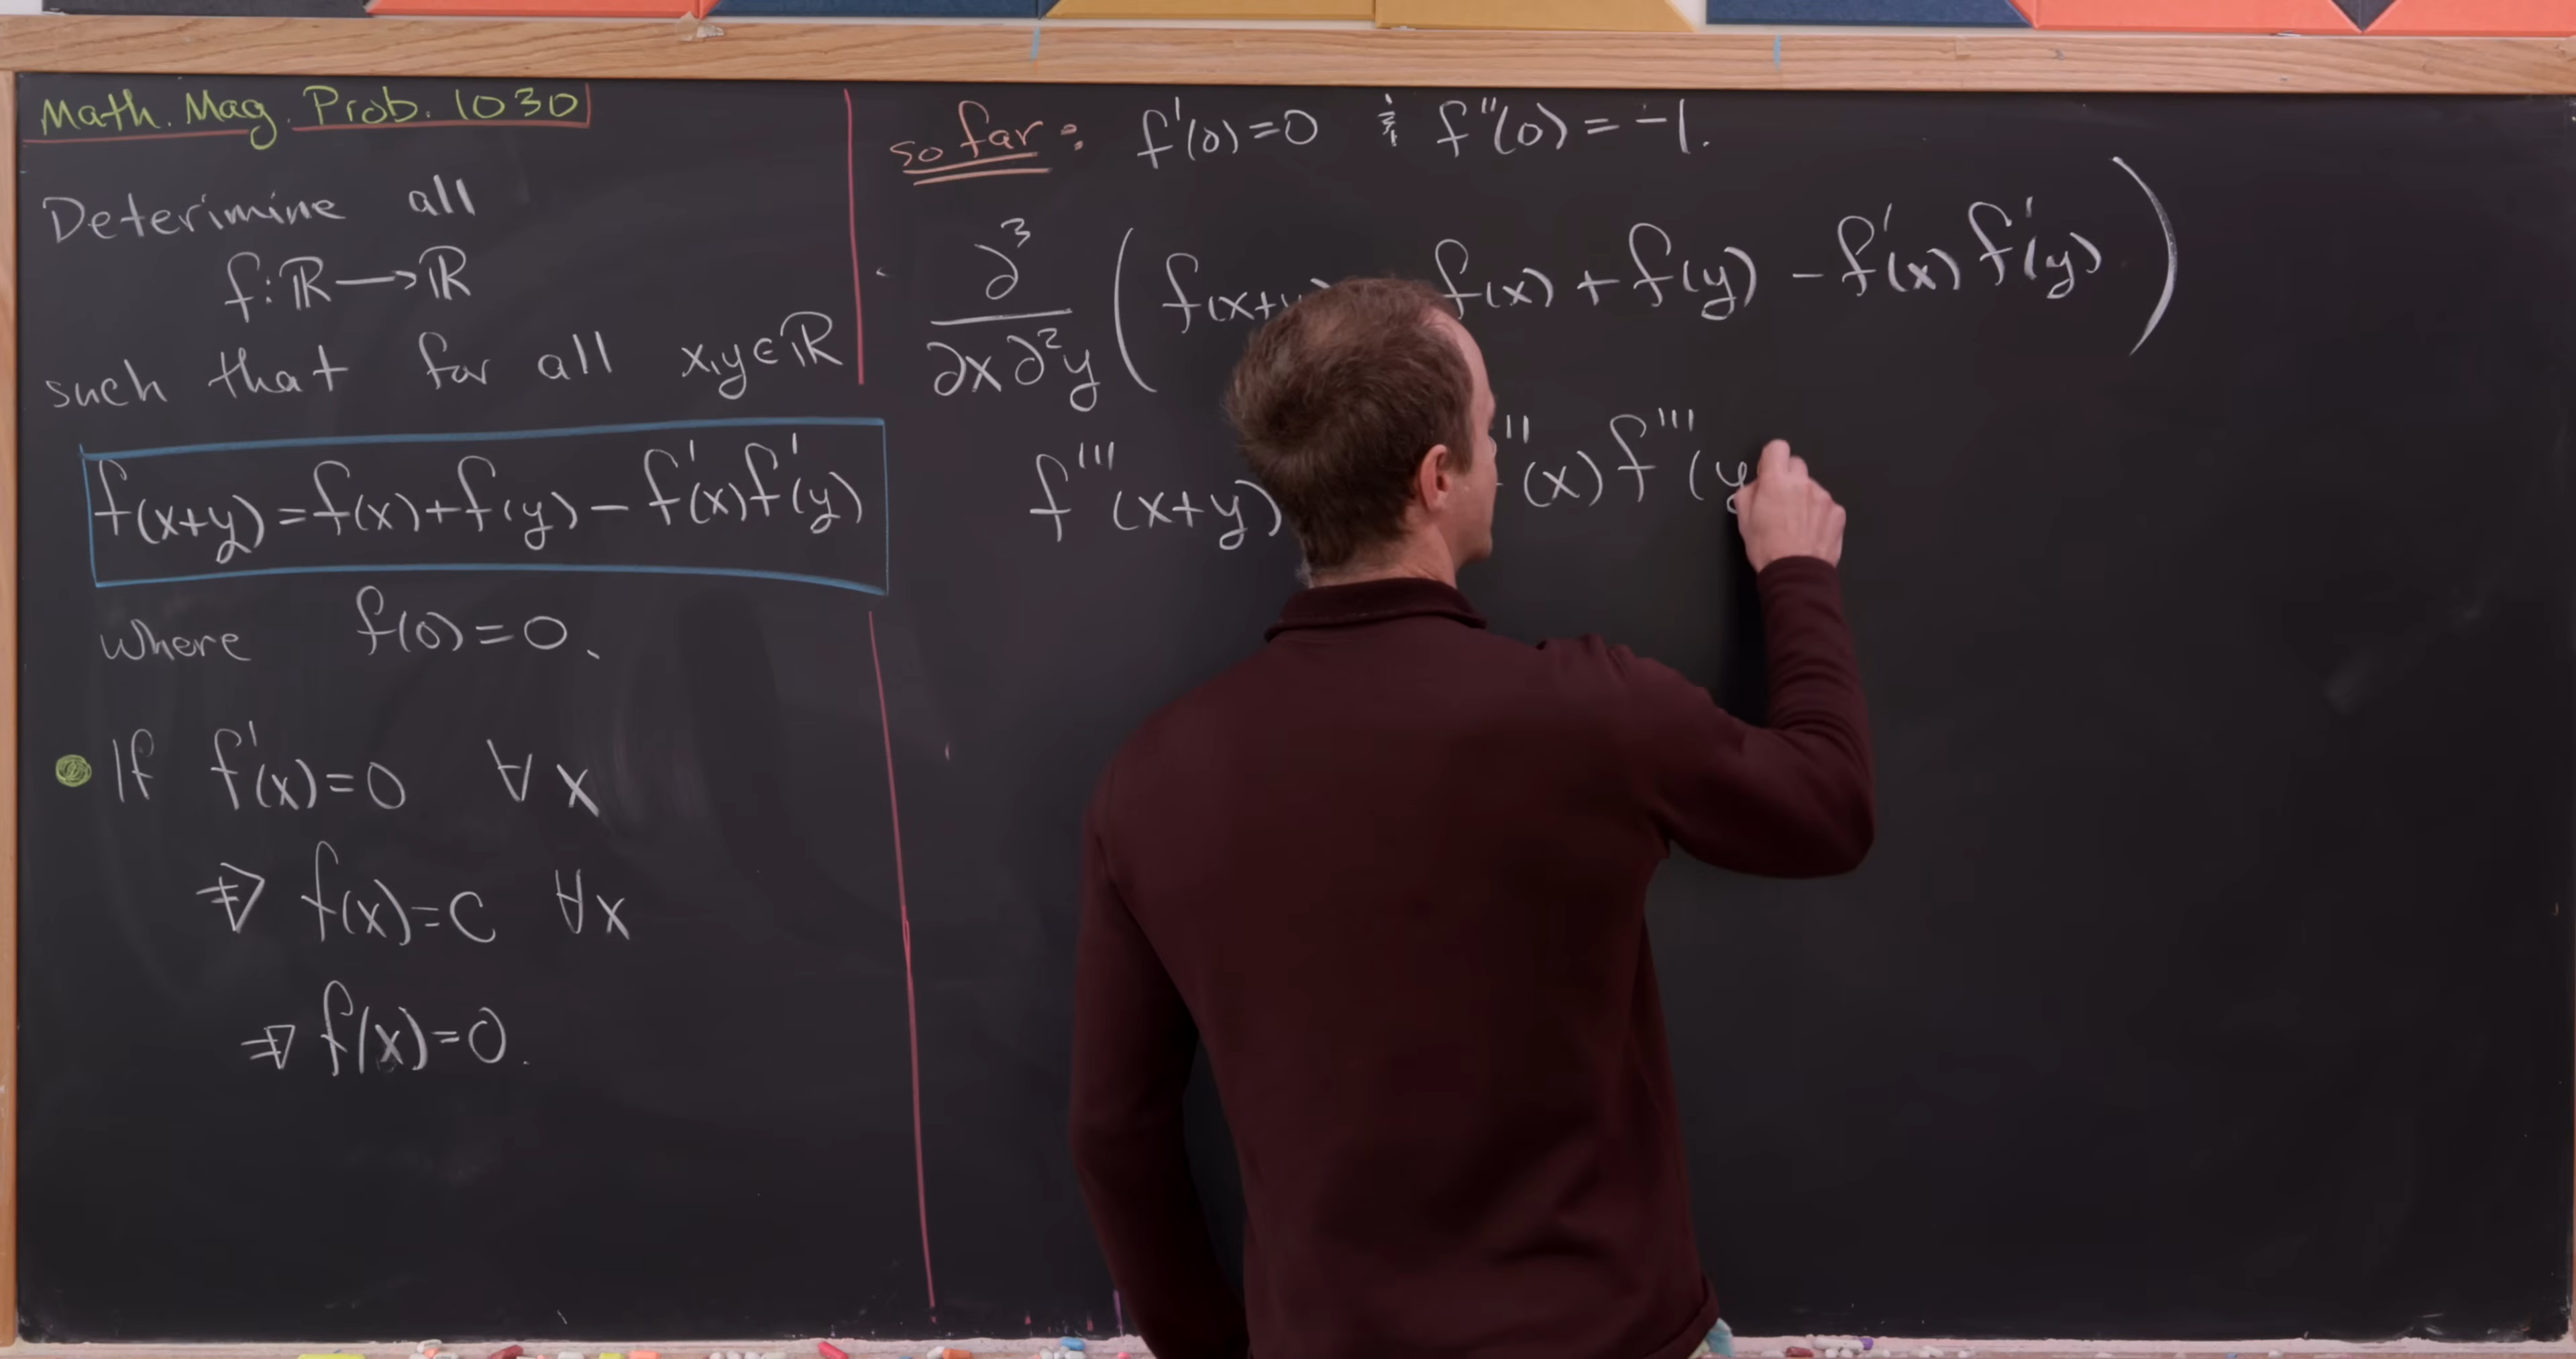 Math. Mag. Prob. 1030
Deterimine all
f: ℝ → ℝ
such that for all x,y ∈ ℝ
f(x+y) = f(x) + f(y) - f'(x) f'(y)
where f(0) = 0.
• If f'(x) = 0 ∀ x
⇒ f(x) = C ∀ x
⇒ f(x) = 0.
so far: f'(0) = 0 & f''(0) = -1.
∂³/∂x∂²y ( f(x+ f(x) + f(y) - f'(x) f'(y) )
f'''(x+y) ''(x) f'''(y